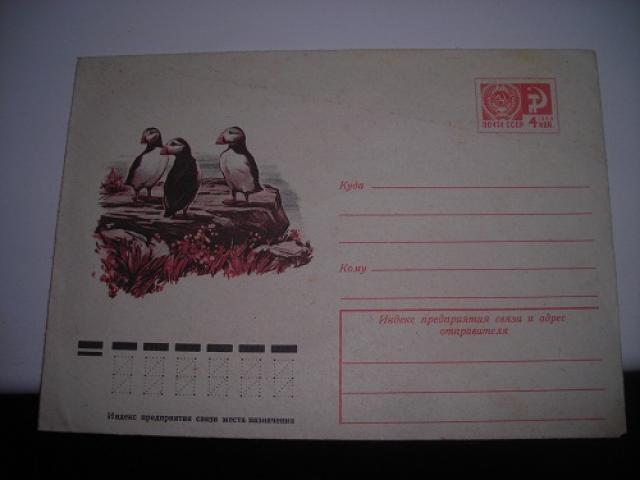 ПОЧТА СССР 4 КОП.
Куда
Кому
Индекс предприятия связи и адрес
отправителя
Индекс предприятия связи места назначения